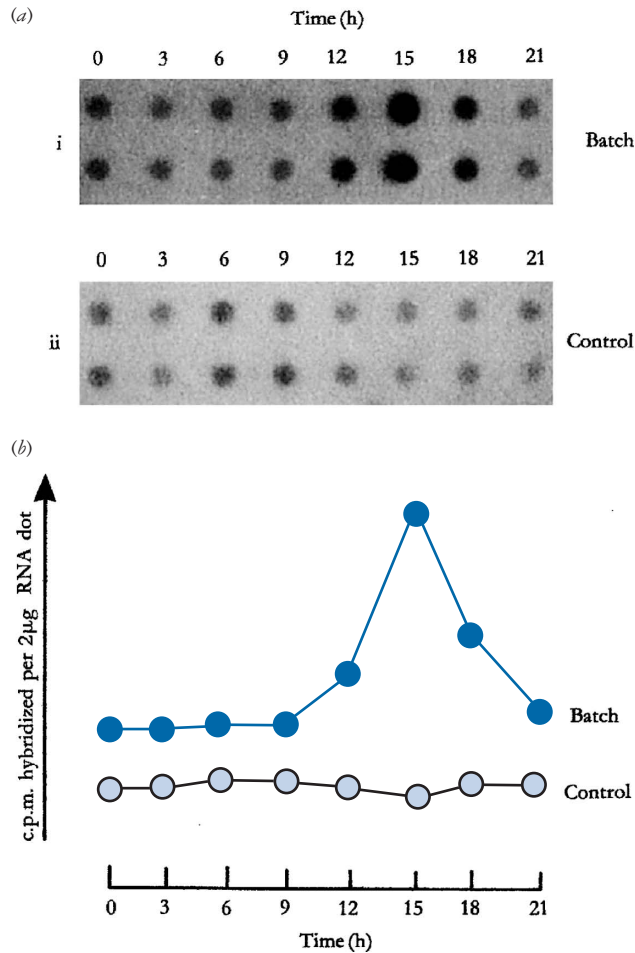 (a)
Time (h)
0 3 6 9 12 15 18 21
i
Batch
0 3 6 9 12 15 18 21
ii
Control
(b)
c.p.m. hybridized per 2µg RNA dot
Batch
Control
0 3 6 9 12 15 18 21
Time (h)